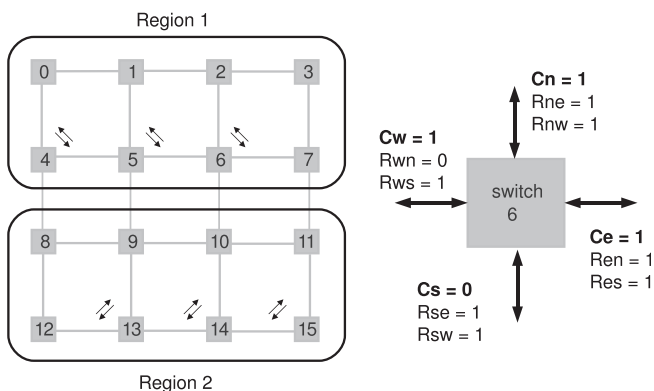 Region 1
0 1 2 3
4 5 6 7
8 9 10 11
12 13 14 15
Region 2
Cn = 1
Rne = 1
Rnw = 1
Cw = 1
Rwn = 0
Rws = 1
switch
6
Ce = 1
Ren = 1
Res = 1
Cs = 0
Rse = 1
Rsw = 1